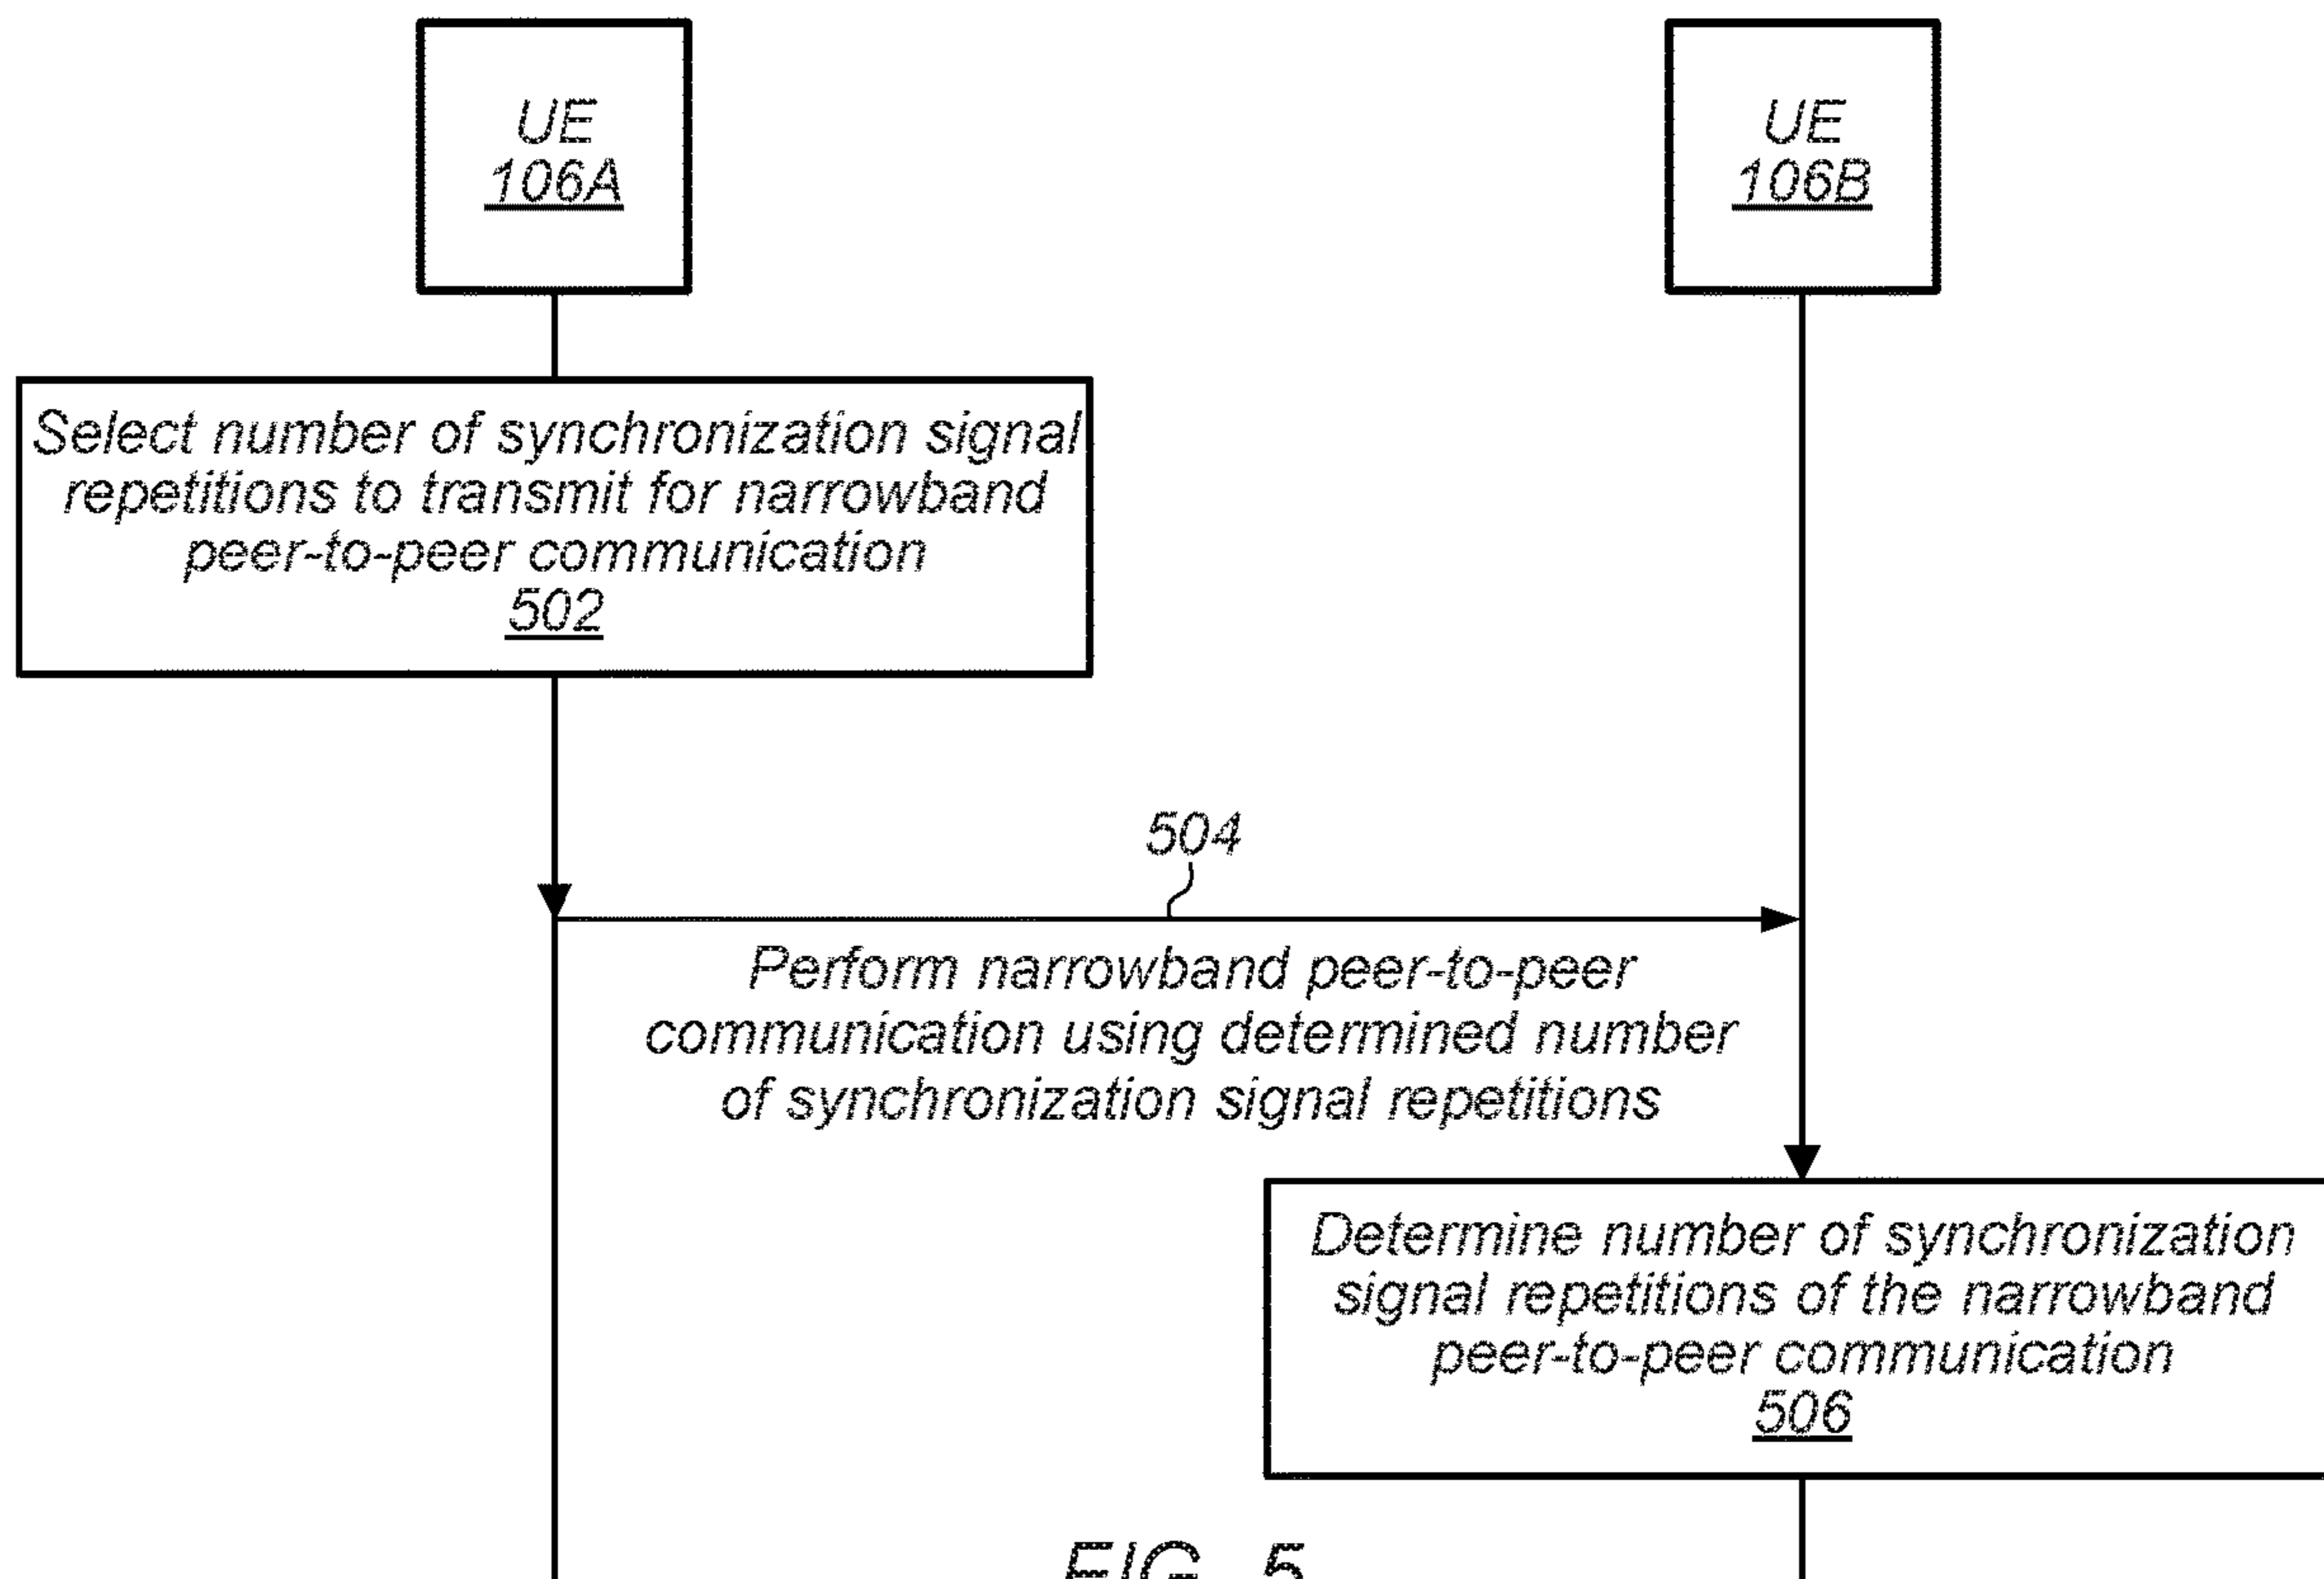 UE
106A
UE
106B
Select number of synchronization signal
repetitions to transmit for narrowband
peer-to-peer communication
502
504
Perform narrowband peer-to-peer
communication using determined number
of synchronization signal repetitions
Determine number of synchronization
signal repetitions of the narrowband
peer-to-peer communication
506
FIG. 5